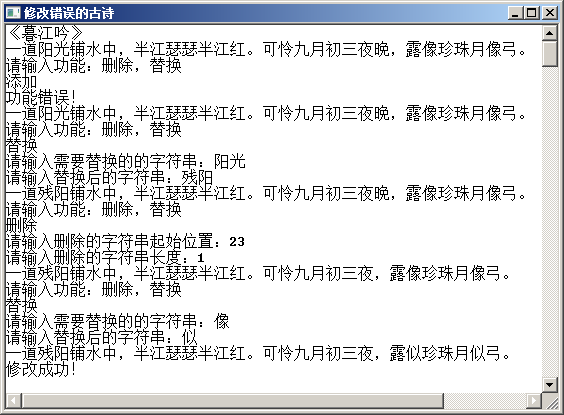 修改错误的古诗
《暮江吟》
一道阳光铺水中，半江瑟瑟半江红。可怜九月初三夜晚，露像珍珠月像弓。
请输入功能：删除，替换
添加
功能错误！
一道阳光铺水中，半江瑟瑟半江红。可怜九月初三夜晚，露像珍珠月像弓。
请输入功能：删除，替换
替换
请输入需要替换的的字符串：阳光
请输入替换后的字符串：残阳
一道残阳铺水中，半江瑟瑟半江红。可怜九月初三夜晚，露像珍珠月像弓。
请输入功能：删除，替换
删除
请输入删除的字符串起始位置：23
请输入删除的字符串长度：1
一道残阳铺水中，半江瑟瑟半江红。可怜九月初三夜，露像珍珠月像弓。
请输入功能：删除，替换
替换
请输入需要替换的的字符串：像
请输入替换后的字符串：似
一道残阳铺水中，半江瑟瑟半江红。可怜九月初三夜，露似珍珠月似弓。
修改成功！